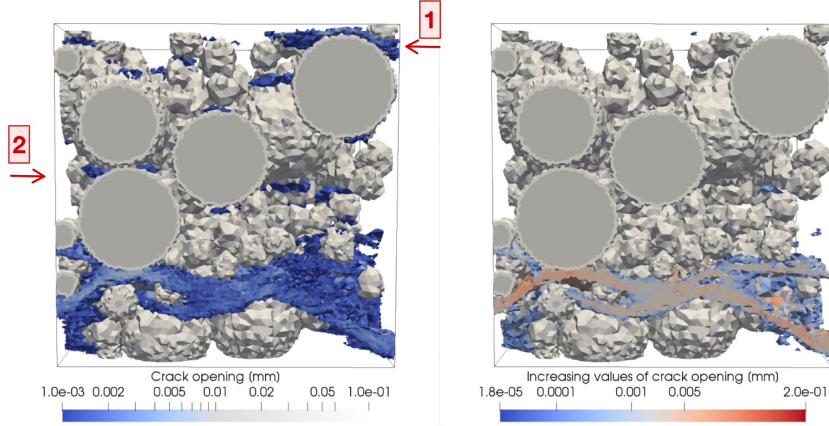 1
2
Crack opening (mm)
1.0e-03 0.002 0.005 0.01 0.02 0.05 1.0e-01
Increasing values of crack opening (mm)
1.8e-05 0.0001 0.001 0.005 2.0e-01